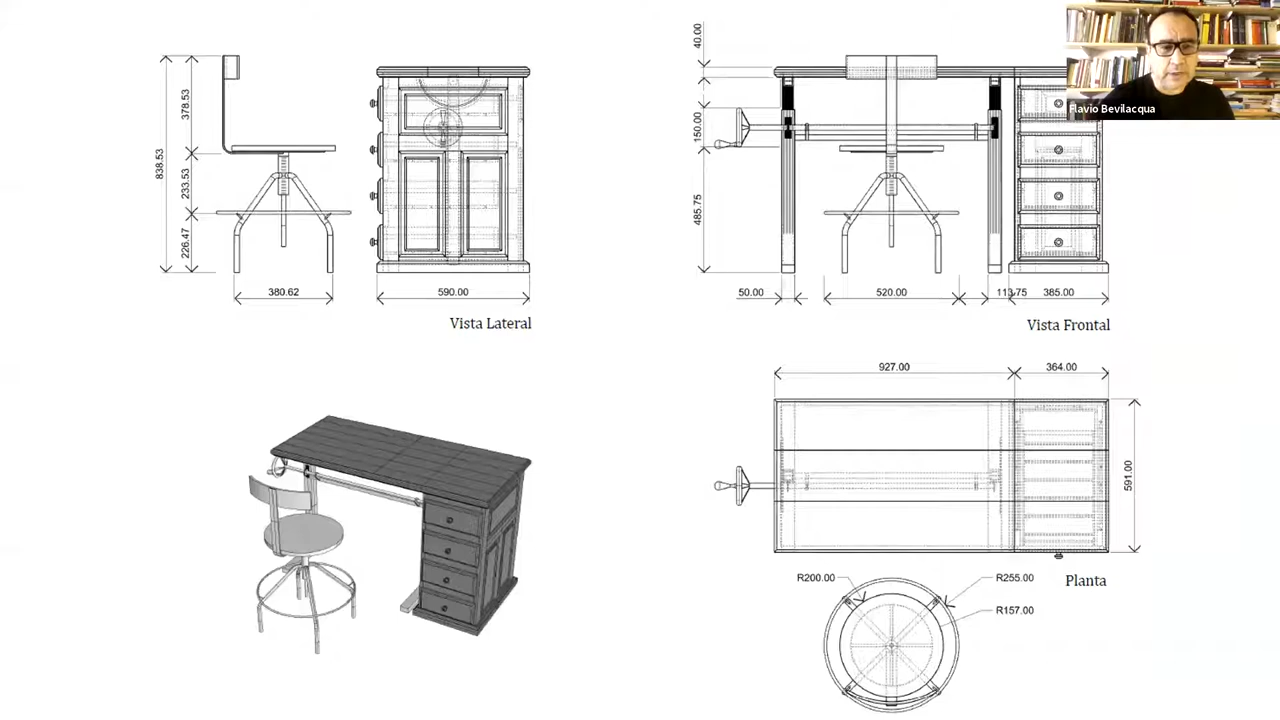 Flavio Bevilacqua
838.53
378.53
233.53
226.47
380.62
590.00
Vista Lateral
40.00
150.00
485.75
50.00
520.00
113.75
385.00
Vista Frontal
927.00
364.00
591.00
Planta
R200.00
R255.00
R157.00